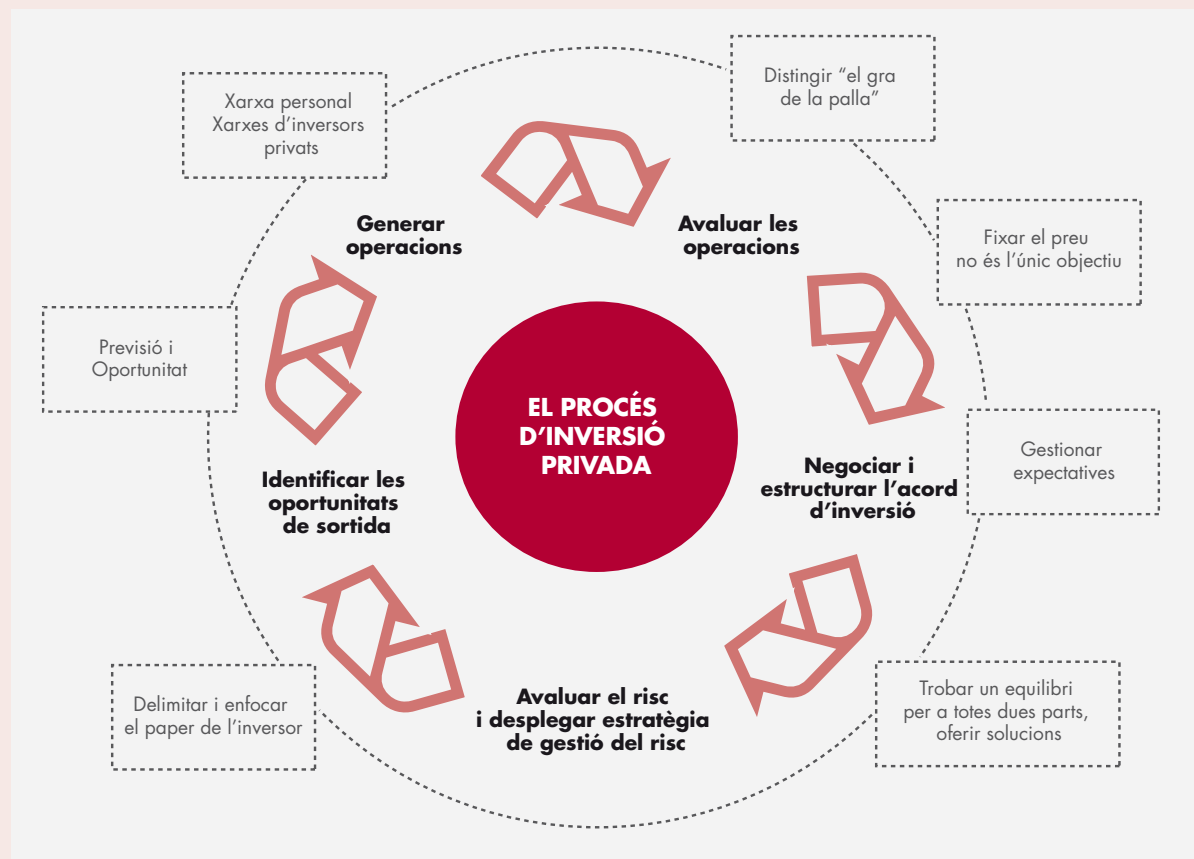 Distingir “el gra
de la palla”
Xarxa personal
Xarxes d’inversors
privats
Generar
operacions
Avaluar les
operacions
Fixar el preu
no és l’únic objectiu
Previsió i
Oportunitat
EL PROCÉS
D’INVERSIÓ
PRIVADA
Gestionar
expectatives
Negociar i
estructurar l’acord
d’inversió
Identificar les
oportunitats
de sortida
Trobar un equilibri
per a totes dues parts,
oferir solucions
Avaluar el risc
i desplegar estratègia
de gestió del risc
Delimitar i enfocar
el paper de l’inversor